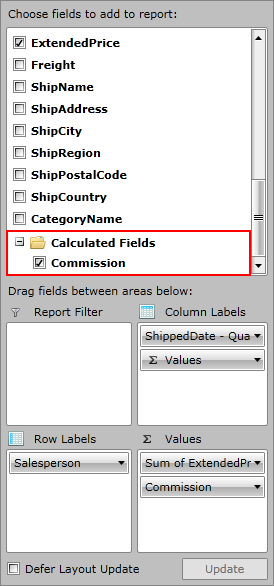 Choose fields to add to report:
ExtendedPrice
Freight
ShipName
ShipAddress
ShipCity
ShipRegion
ShipPostalCode
ShipCountry
CategoryName
Calculated Fields
Commission
Drag fields between areas below:
Report Filter
Column Labels
ShippedDate - Qua
Σ Values
Row Labels
Σ Values
Salesperson
Sum of ExtendedPr
Commission
Defer Layout Update
Update